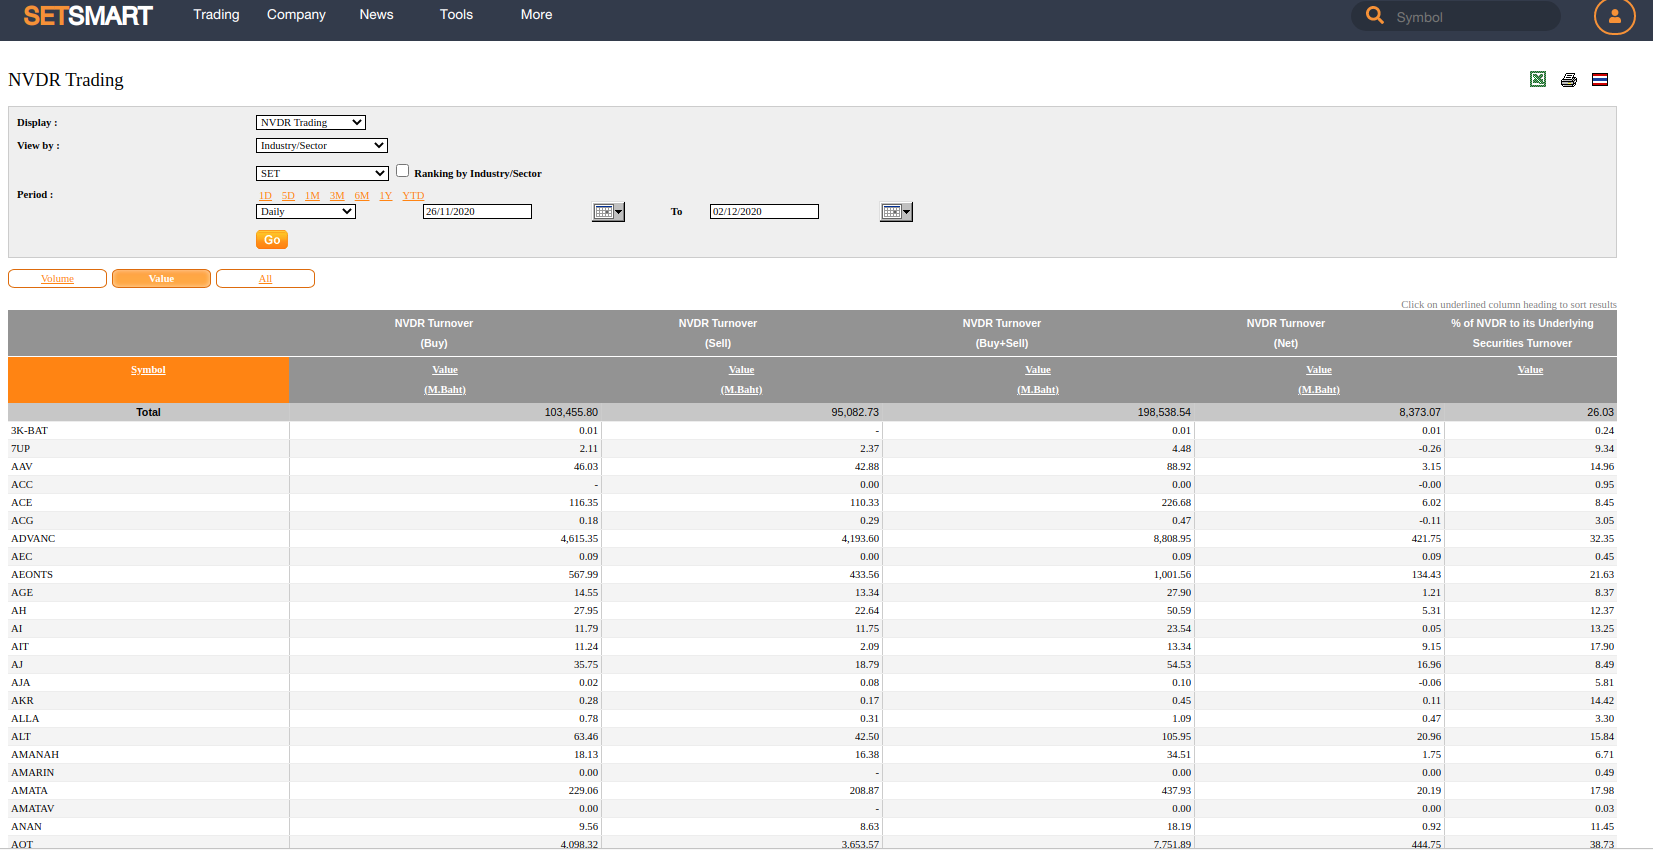 SETSMART Trading Company News Tools More Symbol
NVDR Trading
Display : NVDR Trading
View by : Industry/Sector
SET Ranking by Industry/Sector
Period : 1D 5D 1M 3M 6M 1Y YTD
Daily 26/11/2020 To 02/12/2020
Go
Volume Value All
Click on underlined column heading to sort results
NVDR Turnover NVDR Turnover NVDR Turnover NVDR Turnover % of NVDR to its Underlying
(Buy) (Sell) (Buy+Sell) (Net) Securities Turnover
Symbol Value Value Value Value Value
(M.Baht) (M.Baht) (M.Baht) (M.Baht)
Total 103,455.80 95,082.73 198,538.54 8,373.07 26.03
3K-BAT 0.01 - 0.01 0.01 0.24
7UP 2.11 2.37 4.48 -0.26 9.34
AAV 46.03 42.88 88.92 3.15 14.96
ACC - 0.00 0.00 -0.00 0.95
ACE 116.35 110.33 226.68 6.02 8.45
ACG 0.18 0.29 0.47 -0.11 3.05
ADVANC 4,615.35 4,193.60 8,808.95 421.75 32.35
AEC 0.09 0.00 0.09 0.09 0.45
AEONTS 567.99 433.56 1,001.56 134.43 21.63
AGE 14.55 13.34 27.90 1.21 8.37
AH 27.95 22.64 50.59 5.31 12.37
AI 11.79 11.75 23.54 0.05 13.25
AIT 11.24 2.09 13.34 9.15 17.90
AJ 35.75 18.79 54.53 16.96 8.49
AJA 0.02 0.08 0.10 -0.06 5.81
AKR 0.28 0.17 0.45 0.11 14.42
ALLA 0.78 0.31 1.09 0.47 3.30
ALT 63.46 42.50 105.95 20.96 15.84
AMANAH 18.13 16.38 34.51 1.75 6.71
AMARIN 0.00 - 0.00 0.00 0.49
AMATA 229.06 208.87 437.93 20.19 17.98
AMATAV 0.00 - 0.00 0.00 0.03
ANAN 9.56 8.63 18.19 0.92 11.45
AOT 4,098.32 3,653.57 7,751.89 444.75 38.73